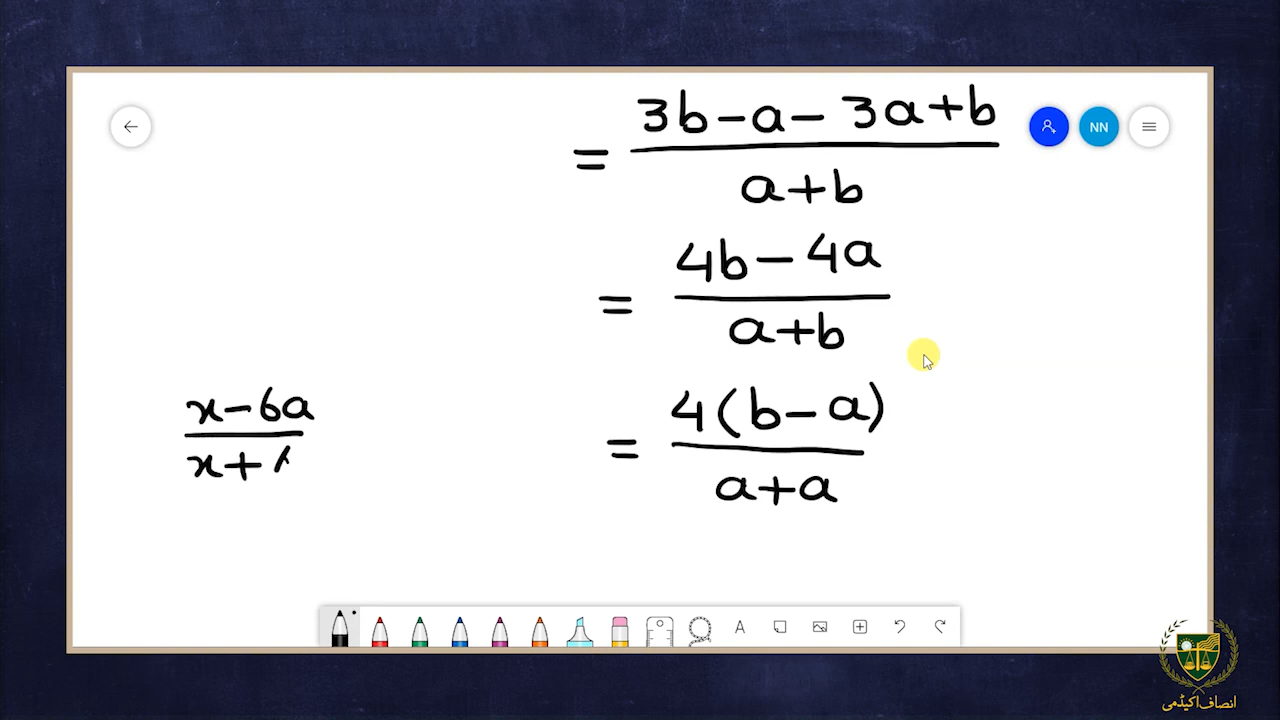 = 3b-a-3a+b / a+b
= 4b-4a / a+b
= 4(b-a) / a+a
x-6a / x+
NN
A
انصاف اکیڈمی